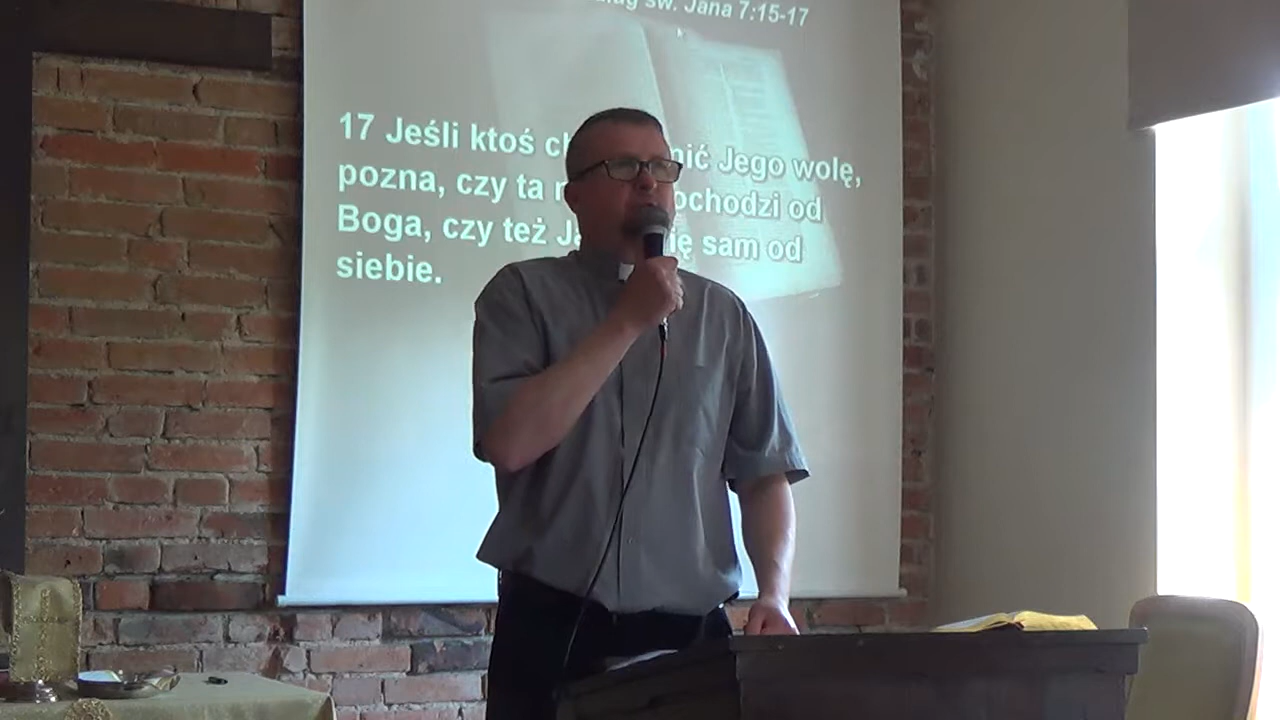 św. Jana 7:15-17
17 Jeśli ktoś Jego wolę,
pozna, czy ta od
Boga, czy też sam od
siebie.